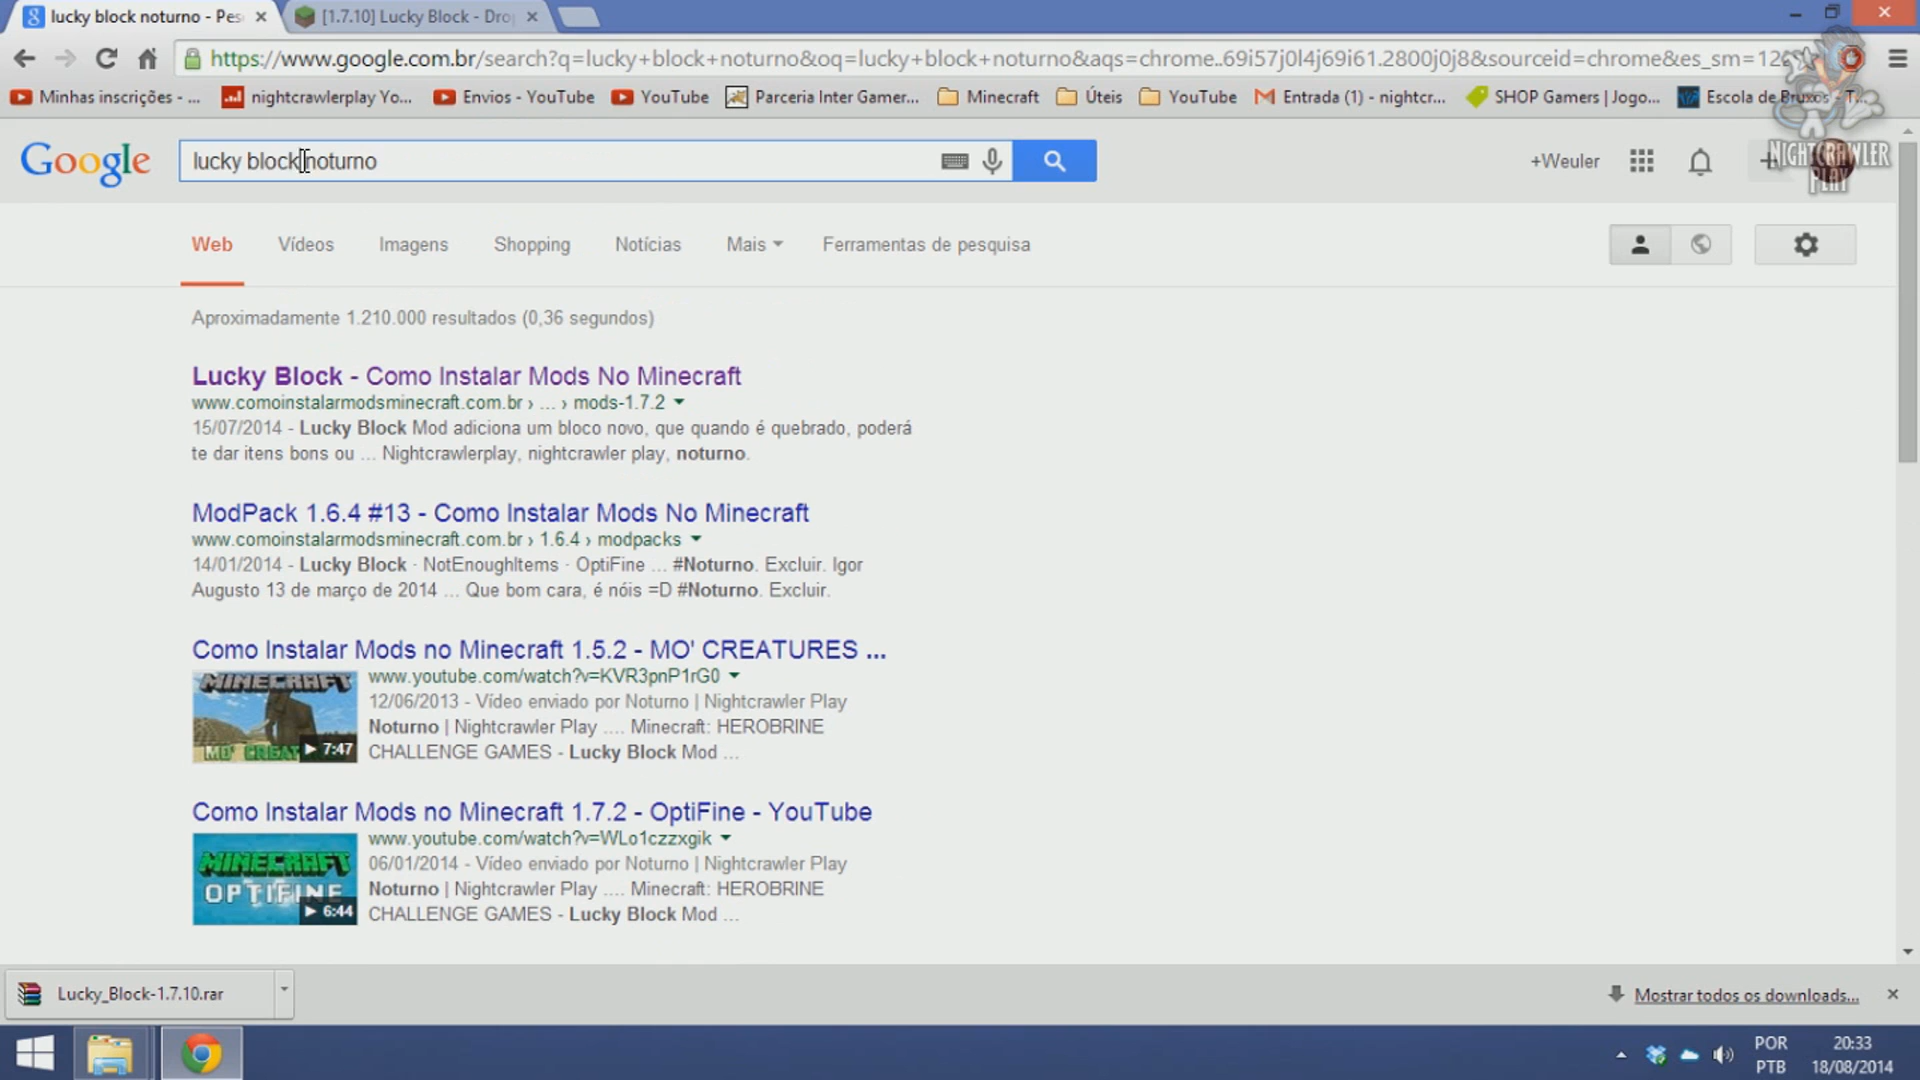 lucky block noturno - Pes
[1.7.10] Lucky Block - Dro
https://www.google.com.br/search?q=lucky+block+noturno&oq=lucky+block+noturno&aqs=chrome..69i57j0l4j69i61.2800j0j8&sourceid=chrome&es_sm=12
Minhas inscrições - ...
nightcrawlerplay Yo...
Envios - YouTube
YouTube
Parceria Inter Gamer...
Minecraft
Úteis
YouTube
Entrada (1) - nightcr...
SHOP Gamers | Jogo...
Escola de Bruxos - T...
Google
lucky block noturno
+Weuler
NIGHTCRAWLER
PLAY
Web
Vídeos
Imagens
Shopping
Notícias
Mais
Ferramentas de pesquisa
Aproximadamente 1.210.000 resultados (0,36 segundos)
Lucky Block - Como Instalar Mods No Minecraft
www.comoinstalarmodsminecraft.com.br › ... › mods-1.7.2
15/07/2014 - Lucky Block Mod adiciona um bloco novo, que quando é quebrado, poderá
te dar itens bons ou ... Nightcrawlerplay, nightcrawler play, noturno.
ModPack 1.6.4 #13 - Como Instalar Mods No Minecraft
www.comoinstalarmodsminecraft.com.br › 1.6.4 › modpacks
14/01/2014 - Lucky Block · NotEnoughItems · OptiFine ... #Noturno. Excluir. Igor
Augusto 13 de março de 2014 ... Que bom cara, é nóis =D #Noturno. Excluir.
Como Instalar Mods no Minecraft 1.5.2 - MO' CREATURES ...
MINECRAFT
MO' CREAT
7:47
www.youtube.com/watch?v=KVR3pnP1rG0
12/06/2013 - Vídeo enviado por Noturno | Nightcrawler Play
Noturno | Nightcrawler Play .... Minecraft: HEROBRINE
CHALLENGE GAMES - Lucky Block Mod ...
Como Instalar Mods no Minecraft 1.7.2 - OptiFine - YouTube
MINECRAFT
OPTIFINE
6:44
www.youtube.com/watch?v=WLo1czzxgik
06/01/2014 - Vídeo enviado por Noturno | Nightcrawler Play
Noturno | Nightcrawler Play .... Minecraft: HEROBRINE
CHALLENGE GAMES - Lucky Block Mod ...
Lucky_Block-1.7.10.rar
Mostrar todos os downloads...
POR
PTB
20:33
18/08/2014